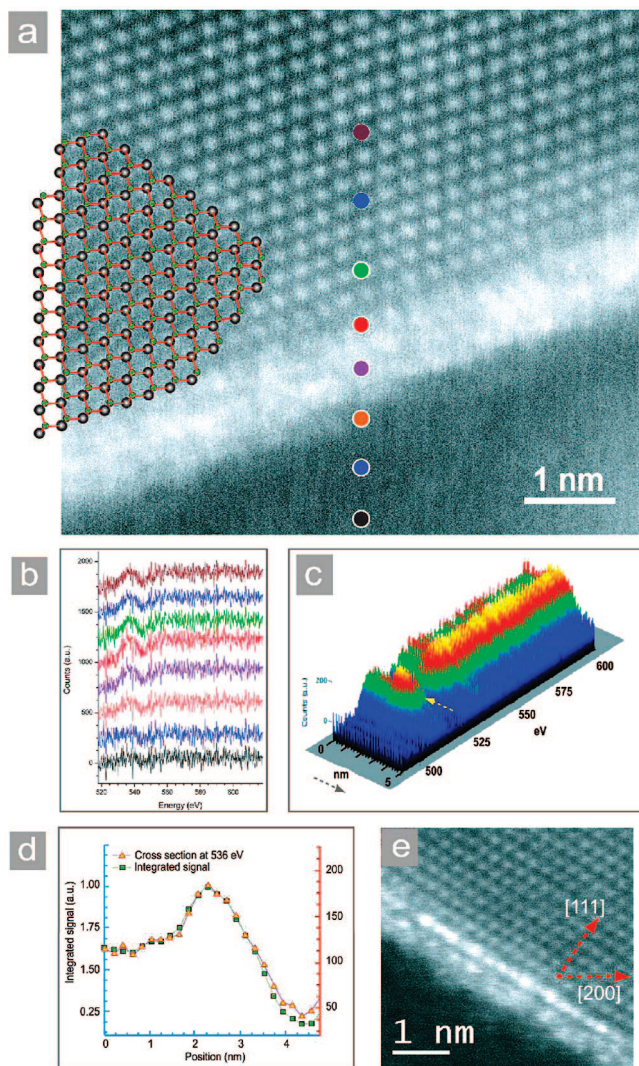 a
1 nm
b
2000
1500
1000
500
0
Counts (a.u.)
520 540 560 580 600
Energy (eV)
c
200
0
Counts (a.u.)
0
nm
5
500
525
550
575
600
eV
d
Cross section at 536 eV
Integrated signal
1.00
1.75
1.50
0.25
Integrated signal (a.u.)
200
150
100
50
0 1 2 3 4
Position (nm)
e
[111]
[200]
1 nm